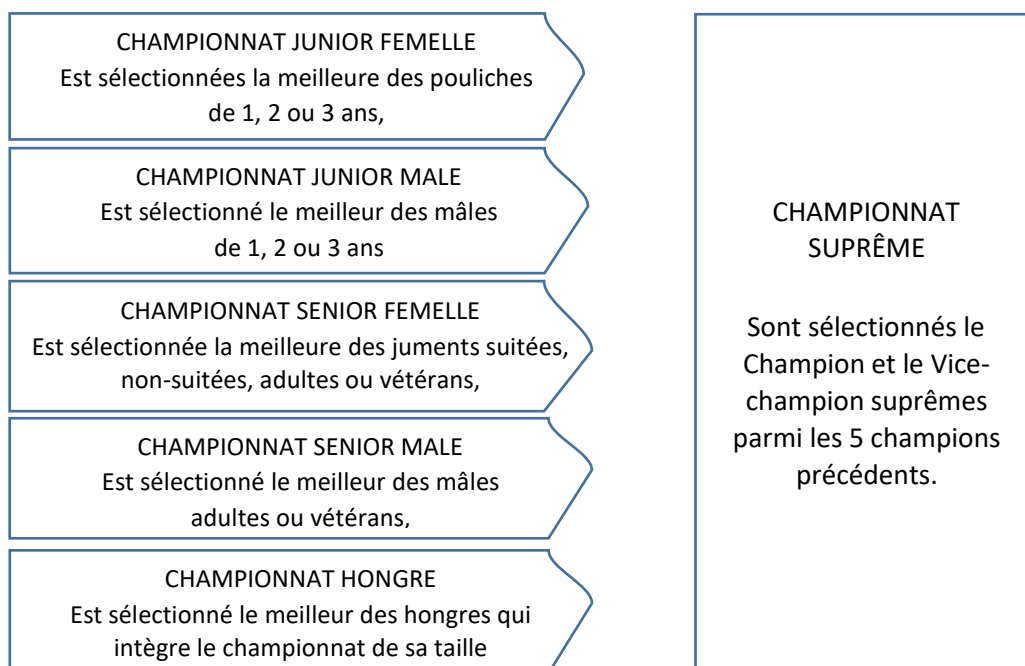 CHAMPIONNAT JUNIOR FEMELLE
Est sélectionnées la meilleure des pouliches
de 1, 2 ou 3 ans,
CHAMPIONNAT JUNIOR MALE
Est sélectionné le meilleur des mâles
de 1, 2 ou 3 ans
CHAMPIONNAT SENIOR FEMELLE
Est sélectionnée la meilleure des juments suitées,
non-suitées, adultes ou vétérans,
CHAMPIONNAT SENIOR MALE
Est sélectionné le meilleur des mâles
adultes ou vétérans,
CHAMPIONNAT HONGRE
Est sélectionné le meilleur des hongres qui
intègre le championnat de sa taille
CHAMPIONNAT
SUPRÊME
Sont sélectionnés le
Champion et le Vice-
champion suprêmes
parmi les 5 champions
précédents.